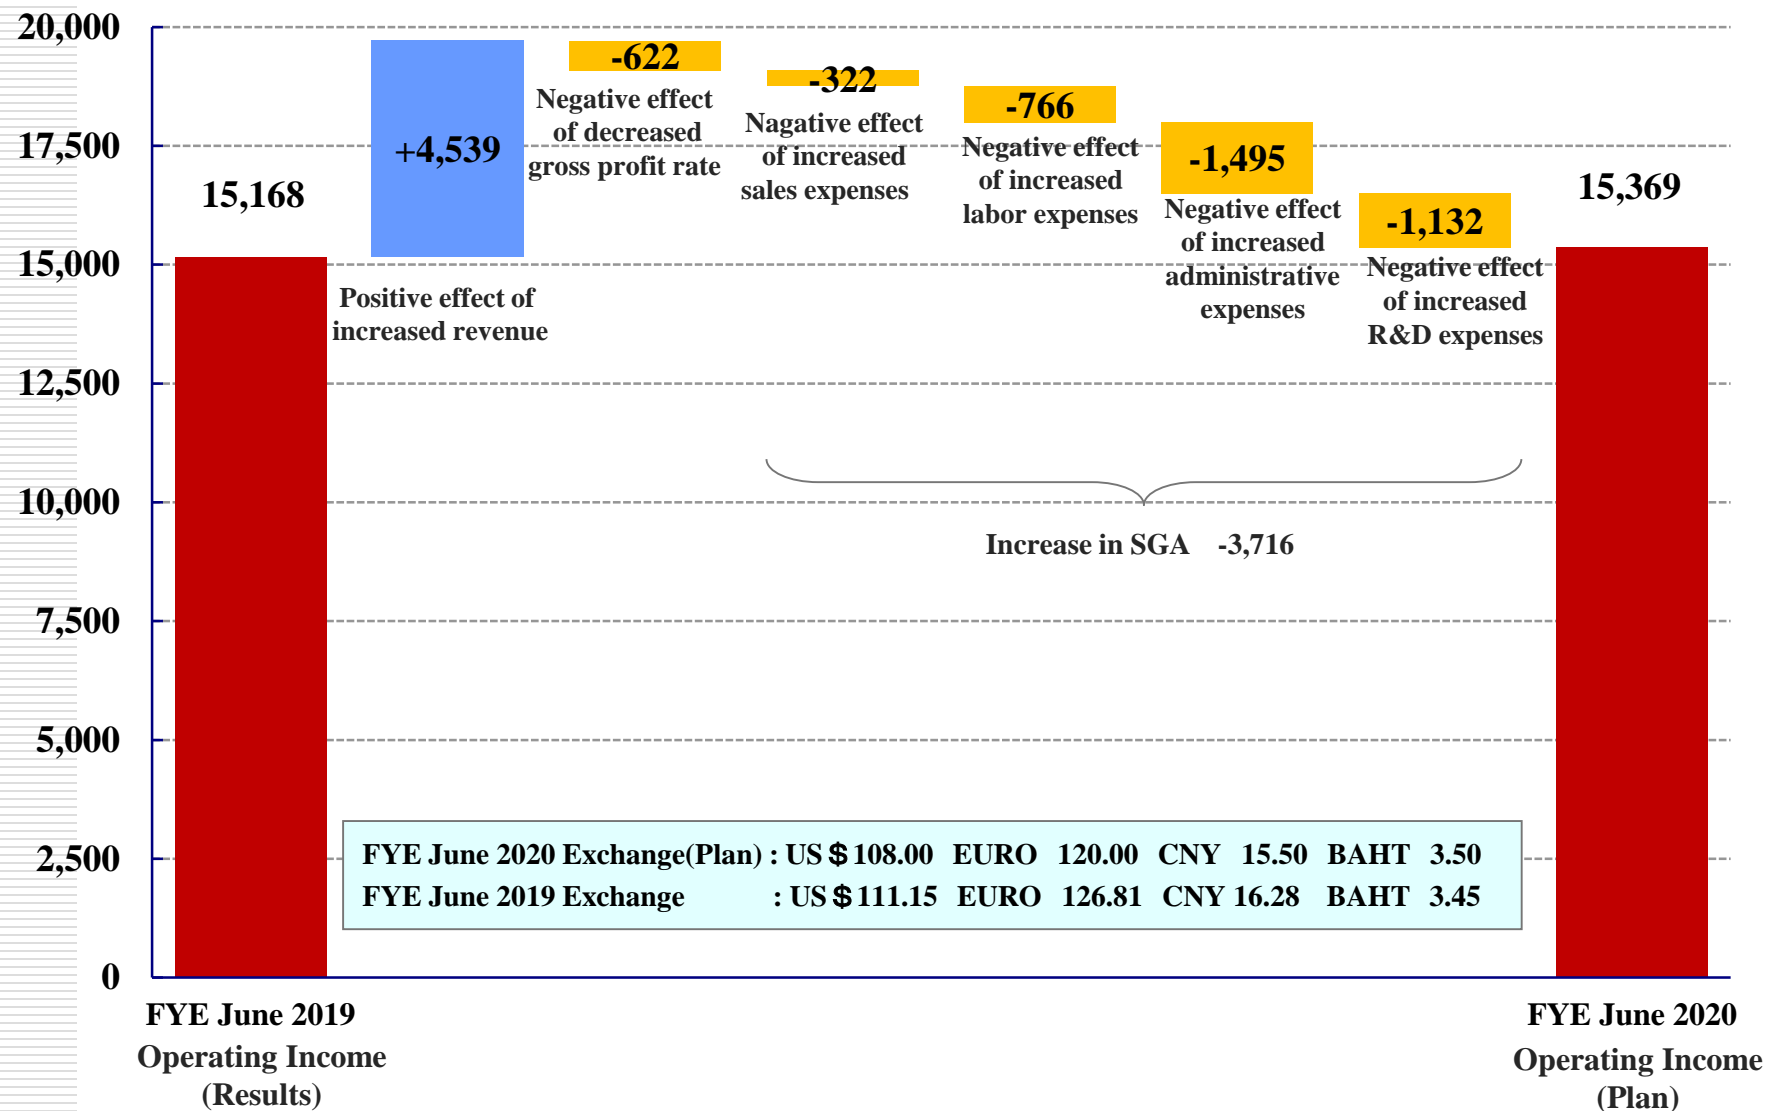 20,000
17,500
15,000
12,500
10,000
7,500
5,000
2,500
0
15,168
+4,539
Positive effect of
increased revenue
-622
Negative effect
of decreased
gross profit rate
-322
Nagative effect
of increased
sales expenses
-766
Negative effect
of increased
labor expenses
-1,495
Negative effect
of increased
administrative
expenses
-1,132
Negative effect
of increased
R&D expenses
15,369
Increase in SGA -3,716
FYE June 2020 Exchange(Plan) : US＄108.00 EURO 120.00 CNY 15.50 BAHT 3.50
FYE June 2019 Exchange : US＄111.15 EURO 126.81 CNY 16.28 BAHT 3.45
FYE June 2019
Operating Income
(Results)
FYE June 2020
Operating Income
(Plan)